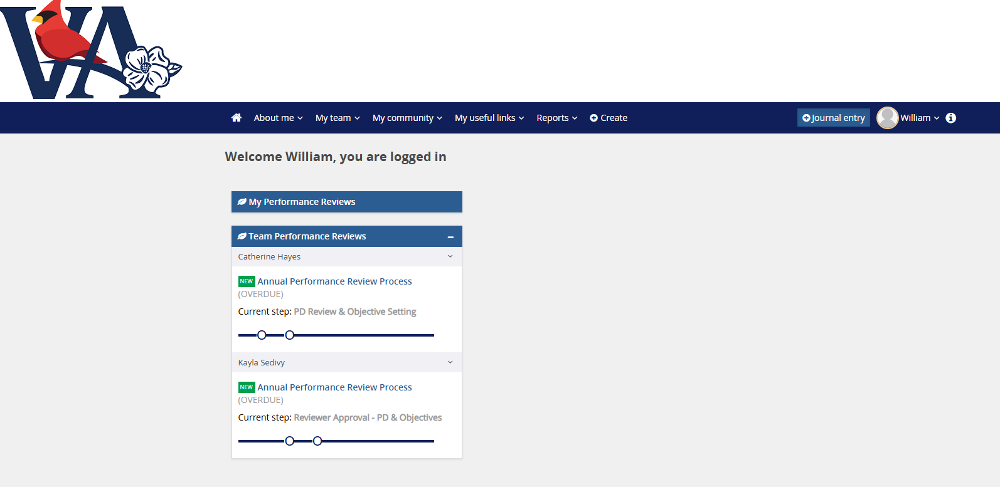 VA
About me
My team
My community
My useful links
Reports
Create
Journal entry
William
Welcome William, you are logged in
My Performance Reviews
Team Performance Reviews
Catherine Hayes
NEW Annual Performance Review Process
(OVERDUE)
Current step: PD Review & Objective Setting
Kayla Sedivy
NEW Annual Performance Review Process
(OVERDUE)
Current step: Reviewer Approval - PD & Objectives